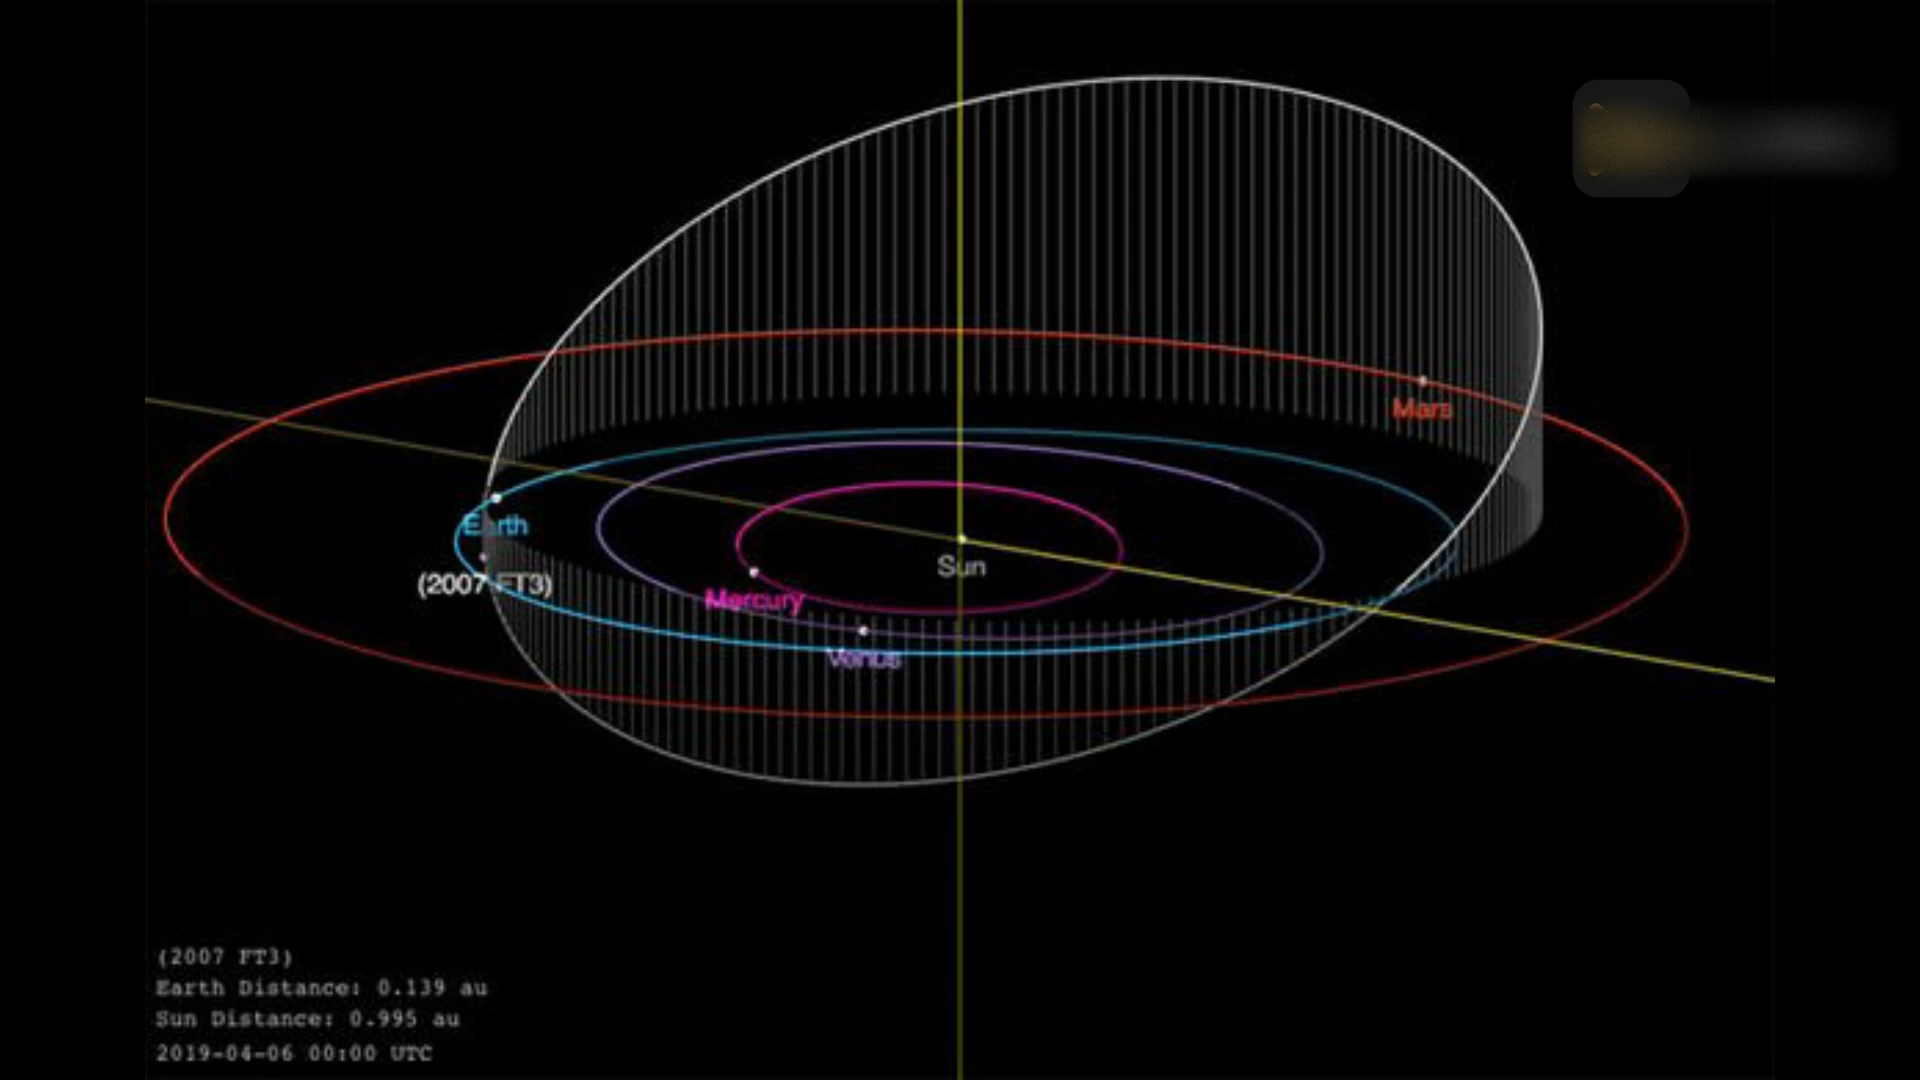 Mars
Earth
Sun
(2007 FT3)
Mercury
Venus
(2007 FT3)
Earth Distance: 0.139 au
Sun Distance: 0.995 au
2019-04-06 00:00 UTC